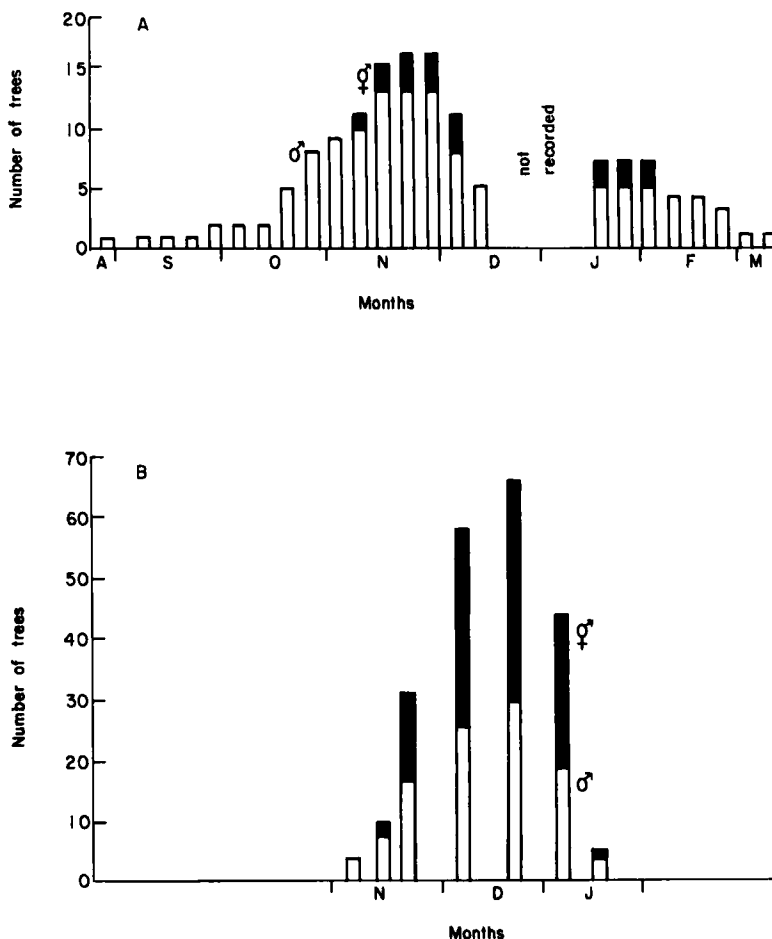 A
20
15
10
5
0
Number of trees
⚥
♂
not
recorded
A S O N D J F M
Months
B
70
60
50
40
30
20
10
0
Number of trees
⚥
♂
N D J
Months